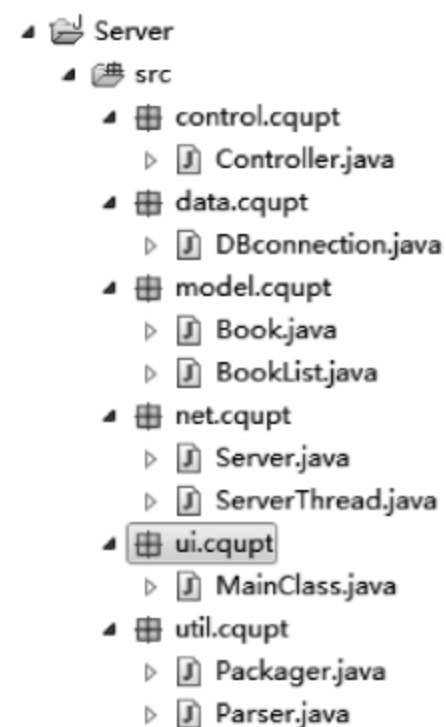 Server
src
control.cqupt
Controller.java
data.cqupt
DBconnection.java
model.cqupt
Book.java
BookList.java
net.cqupt
Server.java
ServerThread.java
ui.cqupt
MainClass.java
util.cqupt
Packager.java
Parser.java